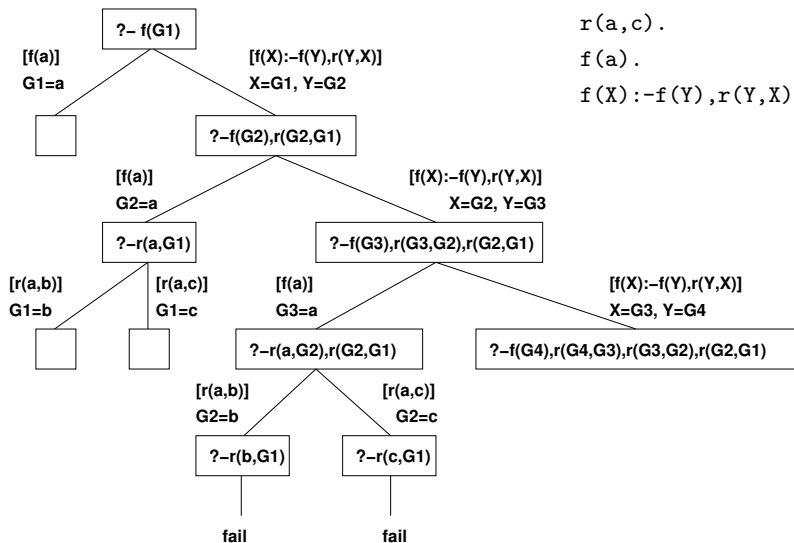 ?– f(G1)
r(a,c).
f(a).
f(X):-f(Y),r(Y,X)
[f(a)]
G1=a
[f(X):–f(Y),r(Y,X)]
X=G1, Y=G2
?–f(G2),r(G2,G1)
[f(a)]
G2=a
[f(X):–f(Y),r(Y,X)]
X=G2, Y=G3
?–r(a,G1)
?–f(G3),r(G3,G2),r(G2,G1)
[r(a,b)]
G1=b
[r(a,c)]
G1=c
[f(a)]
G3=a
[f(X):–f(Y),r(Y,X)]
X=G3, Y=G4
?–r(a,G2),r(G2,G1)
?–f(G4),r(G4,G3),r(G3,G2),r(G2,G1)
[r(a,b)]
G2=b
[r(a,c)]
G2=c
?–r(b,G1)
?–r(c,G1)
fail
fail